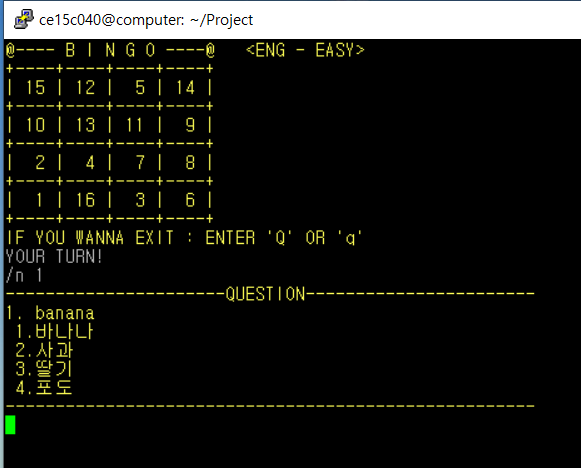 ce15c040@computer: ~/Project
@---- B I N G O ----@ <ENG - EASY>
+----+----+----+----+
| 15 | 12 | 5 | 14 |
+----+----+----+----+
| 10 | 13 | 11 | 9 |
+----+----+----+----+
| 2 | 4 | 7 | 8 |
+----+----+----+----+
| 1 | 16 | 3 | 6 |
+----+----+----+----+
IF YOU WANNA EXIT : ENTER 'Q' OR 'q'
YOUR TURN!
/n 1
------------------------QUESTION-------------------------
1. banana
1.바나나
2.사과
3.딸기
4.포도
----------------------------------------------------------